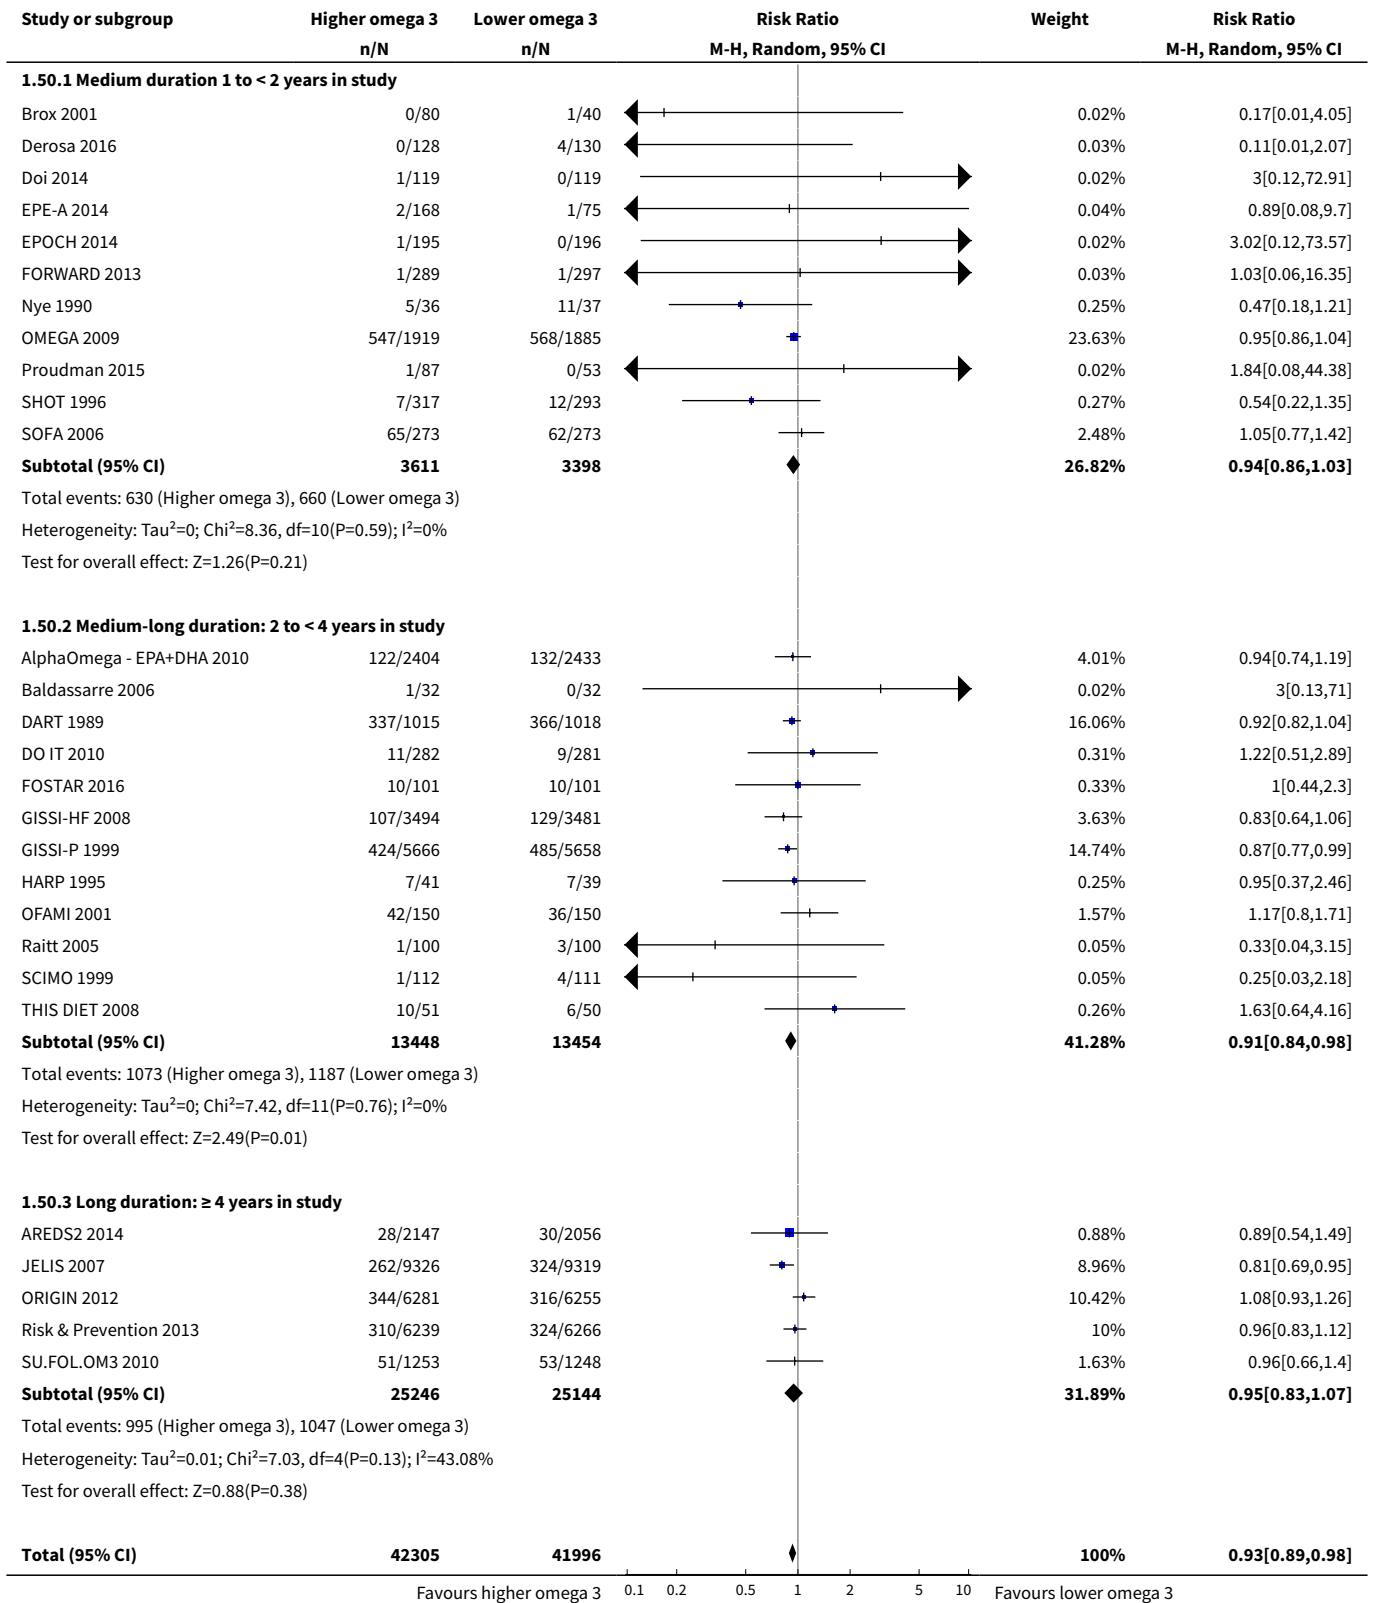 Study or subgroup Higher omega 3 Lower omega 3 Risk Ratio Weight Risk Ratio
n/N n/N M-H, Random, 95% CI M-H, Random, 95% CI
1.50.1 Medium duration 1 to < 2 years in study
Brox 2001 0/80 1/40 0.02% 0.17[0.01,4.05]
Derosa 2016 0/128 4/130 0.03% 0.11[0.01,2.07]
Doi 2014 1/119 0/119 0.02% 3[0.12,72.91]
EPE-A 2014 2/168 1/75 0.04% 0.89[0.08,9.7]
EPOCH 2014 1/195 0/196 0.02% 3.02[0.12,73.57]
FORWARD 2013 1/289 1/297 0.03% 1.03[0.06,16.35]
Nye 1990 5/36 11/37 0.25% 0.47[0.18,1.21]
OMEGA 2009 547/1919 568/1885 23.63% 0.95[0.86,1.04]
Proudman 2015 1/87 0/53 0.02% 1.84[0.08,44.38]
SHOT 1996 7/317 12/293 0.27% 0.54[0.22,1.35]
SOFA 2006 65/273 62/273 2.48% 1.05[0.77,1.42]
Subtotal (95% CI) 3611 3398 26.82% 0.94[0.86,1.03]
Total events: 630 (Higher omega 3), 660 (Lower omega 3)
Heterogeneity: Tau²=0; Chi²=8.36, df=10(P=0.59); I²=0%
Test for overall effect: Z=1.26(P=0.21)
1.50.2 Medium-long duration: 2 to < 4 years in study
AlphaOmega - EPA+DHA 2010 122/2404 132/2433 4.01% 0.94[0.74,1.19]
Baldassarre 2006 1/32 0/32 0.02% 3[0.13,71]
DART 1989 337/1015 366/1018 16.06% 0.92[0.82,1.04]
DO IT 2010 11/282 9/281 0.31% 1.22[0.51,2.89]
FOSTAR 2016 10/101 10/101 0.33% 1[0.44,2.3]
GISSI-HF 2008 107/3494 129/3481 3.63% 0.83[0.64,1.06]
GISSI-P 1999 424/5666 485/5658 14.74% 0.87[0.77,0.99]
HARP 1995 7/41 7/39 0.25% 0.95[0.37,2.46]
OFAMI 2001 42/150 36/150 1.57% 1.17[0.8,1.71]
Raitt 2005 1/100 3/100 0.05% 0.33[0.04,3.15]
SCIMO 1999 1/112 4/111 0.05% 0.25[0.03,2.18]
THIS DIET 2008 10/51 6/50 0.26% 1.63[0.64,4.16]
Subtotal (95% CI) 13448 13454 41.28% 0.91[0.84,0.98]
Total events: 1073 (Higher omega 3), 1187 (Lower omega 3)
Heterogeneity: Tau²=0; Chi²=7.42, df=11(P=0.76); I²=0%
Test for overall effect: Z=2.49(P=0.01)
1.50.3 Long duration: ≥ 4 years in study
AREDS2 2014 28/2147 30/2056 0.88% 0.89[0.54,1.49]
JELIS 2007 262/9326 324/9319 8.96% 0.81[0.69,0.95]
ORIGIN 2012 344/6281 316/6255 10.42% 1.08[0.93,1.26]
Risk & Prevention 2013 310/6239 324/6266 10% 0.96[0.83,1.12]
SU.FOL.OM3 2010 51/1253 53/1248 1.63% 0.96[0.66,1.4]
Subtotal (95% CI) 25246 25144 31.89% 0.95[0.83,1.07]
Total events: 995 (Higher omega 3), 1047 (Lower omega 3)
Heterogeneity: Tau²=0.01; Chi²=7.03, df=4(P=0.13); I²=43.08%
Test for overall effect: Z=0.88(P=0.38)
Total (95% CI) 42305 41996 100% 0.93[0.89,0.98]
Favours higher omega 3 0.1 0.2 0.5 1 2 5 10 Favours lower omega 3